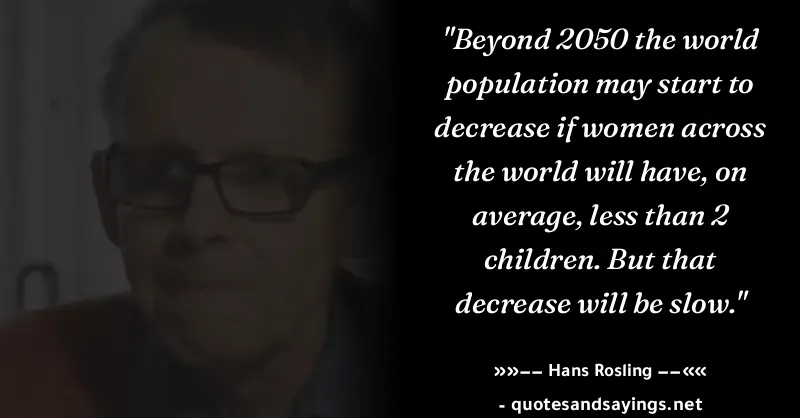 "Beyond 2050 the world
population may start to
decrease if women across
the world will have, on
average, less than 2
children. But that
decrease will be slow."
»»−− Hans Rosling −−««
- quotesandsayings.net